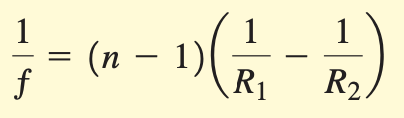 1/f = (n − 1)(1/R₁ − 1/R₂)